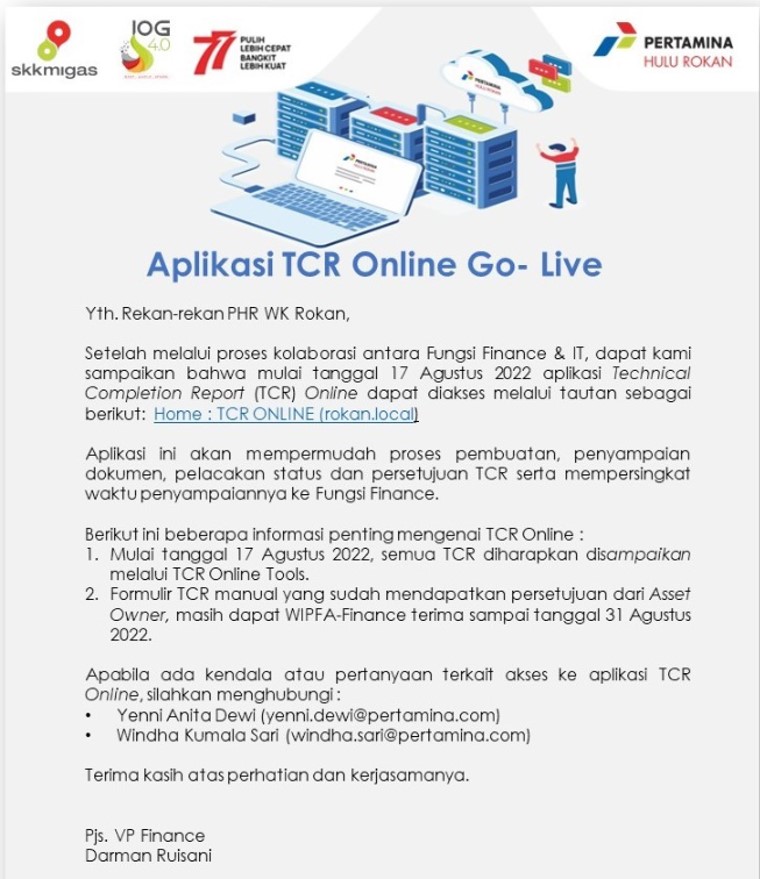 skkmigas
IOG
4.0
77
PULIH
LEBIH CEPAT
BANGKIT
LEBIH KUAT
PERTAMINA
HULU ROKAN
PERTAMINA
HULU ROKAN
PERTAMINA
HULU ROKAN
Aplikasi TCR Online Go- Live
Yth. Rekan-rekan PHR WK Rokan,
Setelah melalui proses kolaborasi antara Fungsi Finance & IT, dapat kami
sampaikan bahwa mulai tanggal 17 Agustus 2022 aplikasi Technical
Completion Report (TCR) Online dapat diakses melalui tautan sebagai
berikut: Home : TCR ONLINE (rokan.local)
Aplikasi ini akan mempermudah proses pembuatan, penyampaian
dokumen, pelacakan status dan persetujuan TCR serta mempersingkat
waktu penyampaiannya ke Fungsi Finance.
Berikut ini beberapa informasi penting mengenai TCR Online :
1. Mulai tanggal 17 Agustus 2022, semua TCR diharapkan disampaikan
melalui TCR Online Tools.
2. Formulir TCR manual yang sudah mendapatkan persetujuan dari Asset
Owner, masih dapat WIPFA-Finance terima sampai tanggal 31 Agustus
2022.
Apabila ada kendala atau pertanyaan terkait akses ke aplikasi TCR
Online, silahkan menghubungi :
• Yenni Anita Dewi (yenni.dewi@pertamina.com)
• Windha Kumala Sari (windha.sari@pertamina.com)
Terima kasih atas perhatian dan kerjasamanya.
Pjs. VP Finance
Darman Ruisani